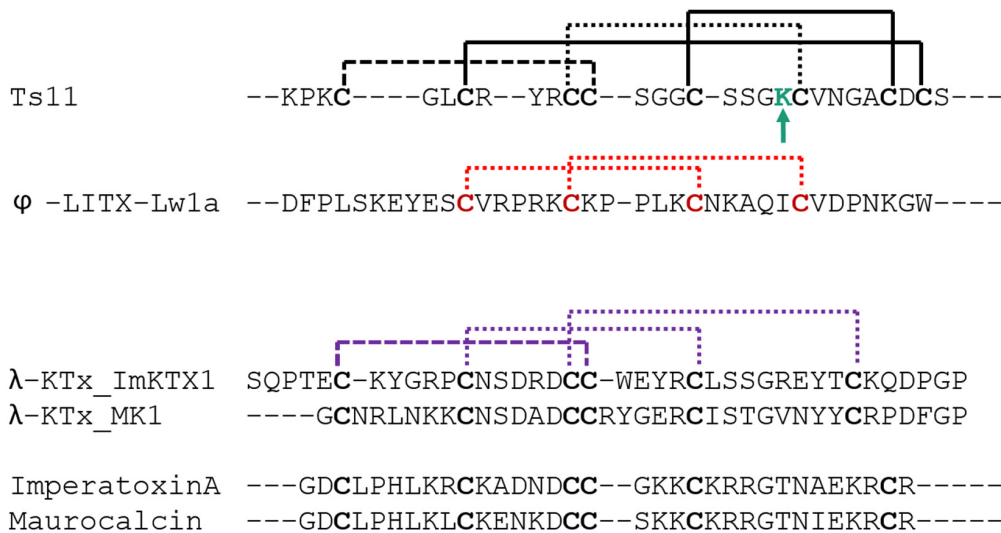 Ts11 --KPKC----GLCR--YRCC--SGGC-SSGKCVNGACDCS---
φ -LITX-Lw1a --DFPLSKEYESCVRPRKCKP-PLKCNKAQICVDPNKGW----
λ-KTx_ImKTX1 SQPTEC-KYGRPCNSDRDCC-WEYRCLSSGREYTCKQDPGP
λ-KTx_MK1 ----GCNRLNKKCNSDADCCRYGERCISTGVNYYCRPDFGP
ImperatoxinA ---GDCLPHLKRCKADNDCC--GKKCKRRGTNAEKRCR-----
Maurocalcin ---GDCLPHLKLCKENKDCC--SKKCKRRGTNIEKRCR-----